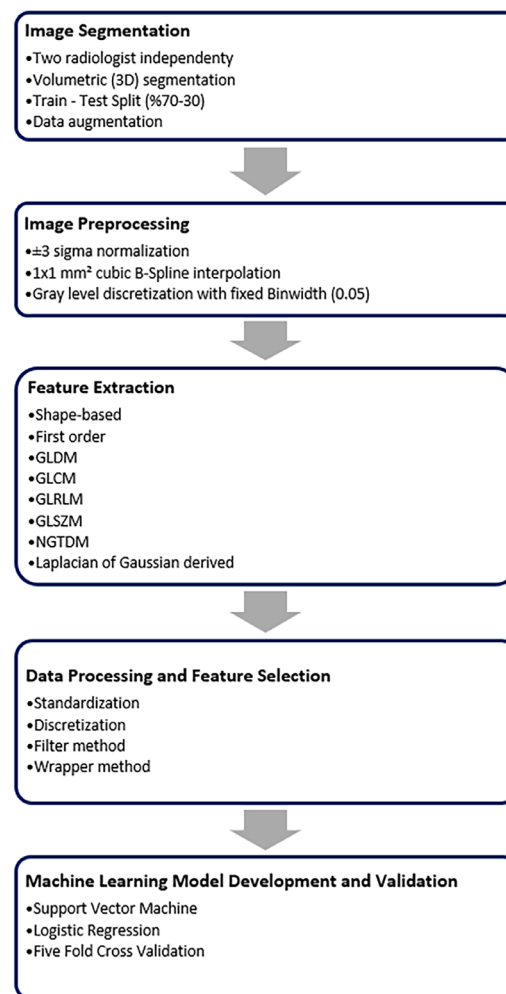 Image Segmentation
•Two radiologist independenty
•Volumetric (3D) segmentation
•Train - Test Split (%70-30)
•Data augmentation
Image Preprocessing
•±3 sigma normalization
•1x1 mm² cubic B-Spline interpolation
•Gray level discretization with fixed Binwidth (0.05)
Feature Extraction
•Shape-based
•First order
•GLDM
•GLCM
•GLRLM
•GLSZM
•NGTDM
•Laplacian of Gaussian derived
Data Processing and Feature Selection
•Standardization
•Discretization
•Filter method
•Wrapper method
Machine Learning Model Development and Validation
•Support Vector Machine
•Logistic Regression
•Five Fold Cross Validation